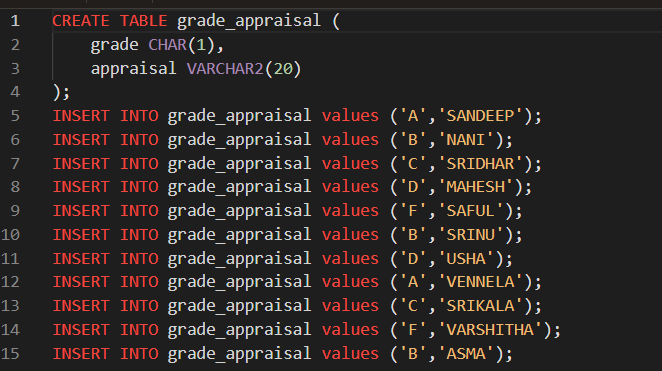 1 CREATE TABLE grade_appraisal (
2     grade CHAR(1),
3     appraisal VARCHAR2(20)
4 );
5 INSERT INTO grade_appraisal values ('A','SANDEEP');
6 INSERT INTO grade_appraisal values ('B','NANI');
7 INSERT INTO grade_appraisal values ('C','SRIDHAR');
8 INSERT INTO grade_appraisal values ('D','MAHESH');
9 INSERT INTO grade_appraisal values ('F','SAFUL');
10 INSERT INTO grade_appraisal values ('B','SRINU');
11 INSERT INTO grade_appraisal values ('D','USHA');
12 INSERT INTO grade_appraisal values ('A','VENNELA');
13 INSERT INTO grade_appraisal values ('C','SRIKALA');
14 INSERT INTO grade_appraisal values ('F','VARSHITHA');
15 INSERT INTO grade_appraisal values ('B','ASMA');